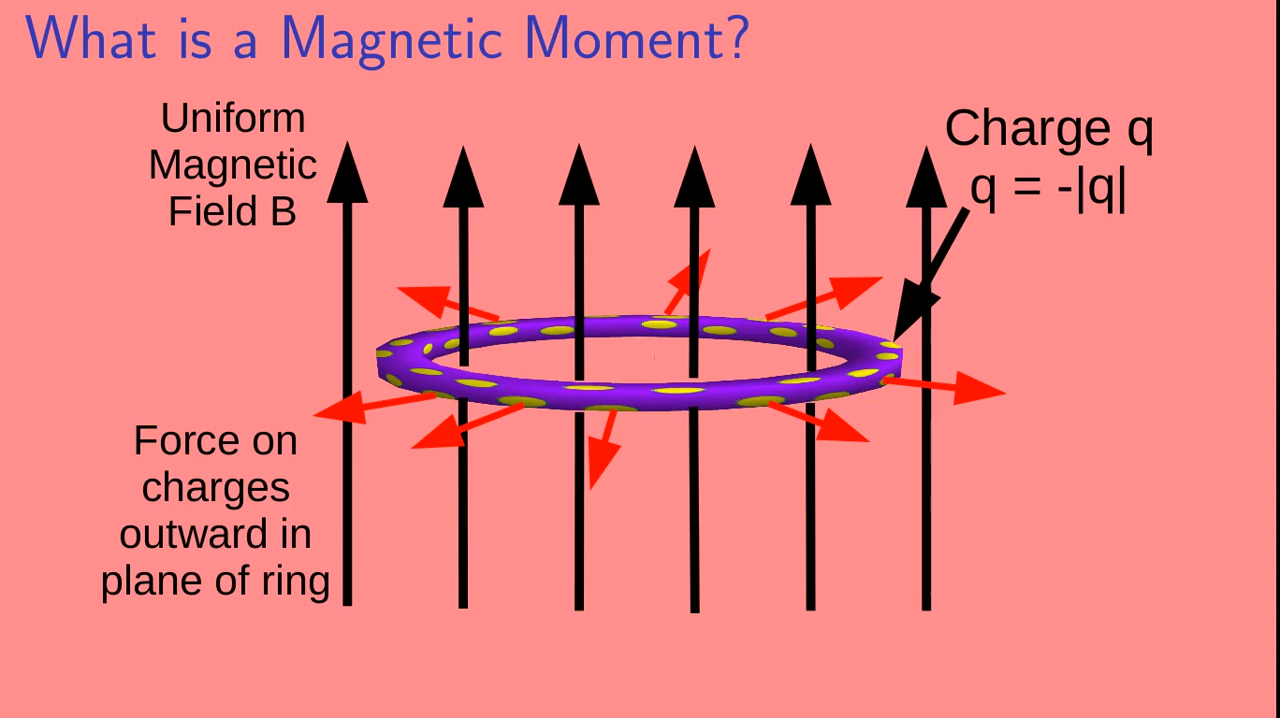 What is a Magnetic Moment?
Uniform
Magnetic
Field B
Charge q
q = -|q|
Force on
charges
outward in
plane of ring